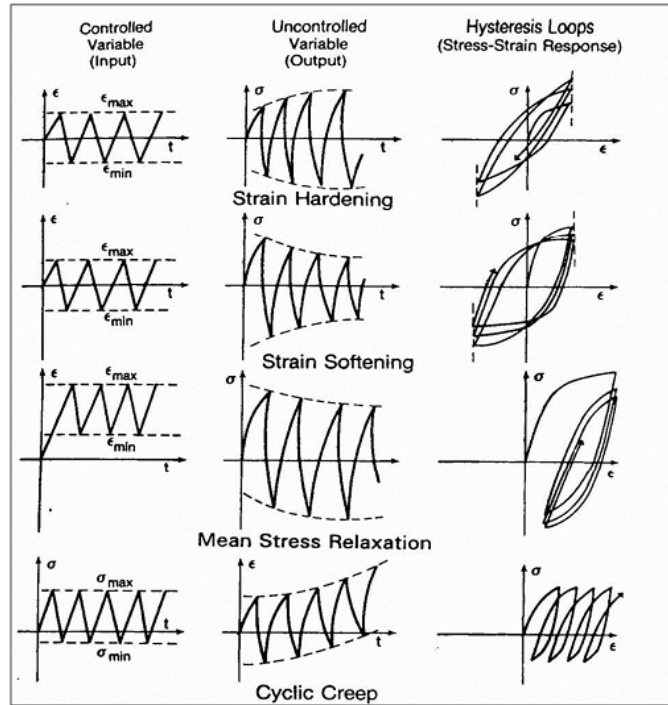 Controlled
Variable
(Input)
Uncontrolled
Variable
(Output)
Hysteresis Loops
(Stress-Strain Response)
ϵ
ϵmax
t
ϵmin
σ
t
σ
ϵ
Strain Hardening
ϵ
ϵmax
t
ϵmin
σ
t
σ
ϵ
Strain Softening
ϵ
ϵmax
ϵmin
t
σ
t
σ
ϵ
Mean Stress Relaxation
σ
σmax
t
σmin
ϵ
t
σ
ϵ
Cyclic Creep